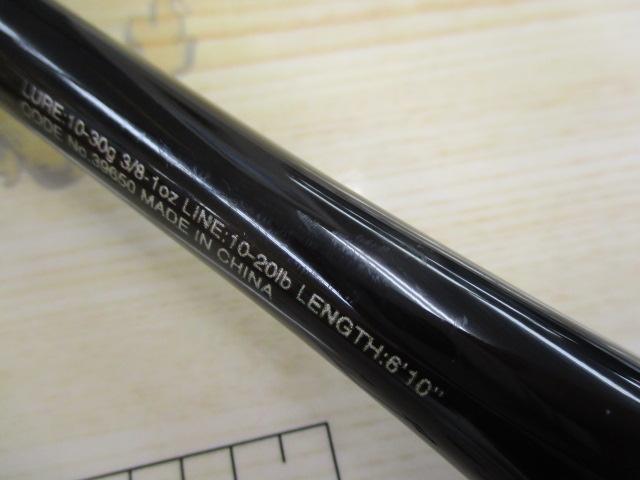 LURE:10-30g 3/8-1oz LINE:10-20lb LENGTH:6'10"
CODE No.39650 MADE IN CHINA